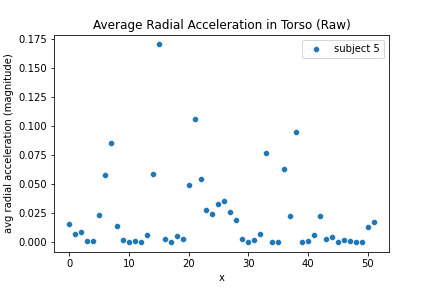 Average Radial Acceleration in Torso (Raw)
subject 5
avg radial acceleration (magnitude)
0.175
0.150
0.125
0.100
0.075
0.050
0.025
0.000
0 10 20 30 40 50
x